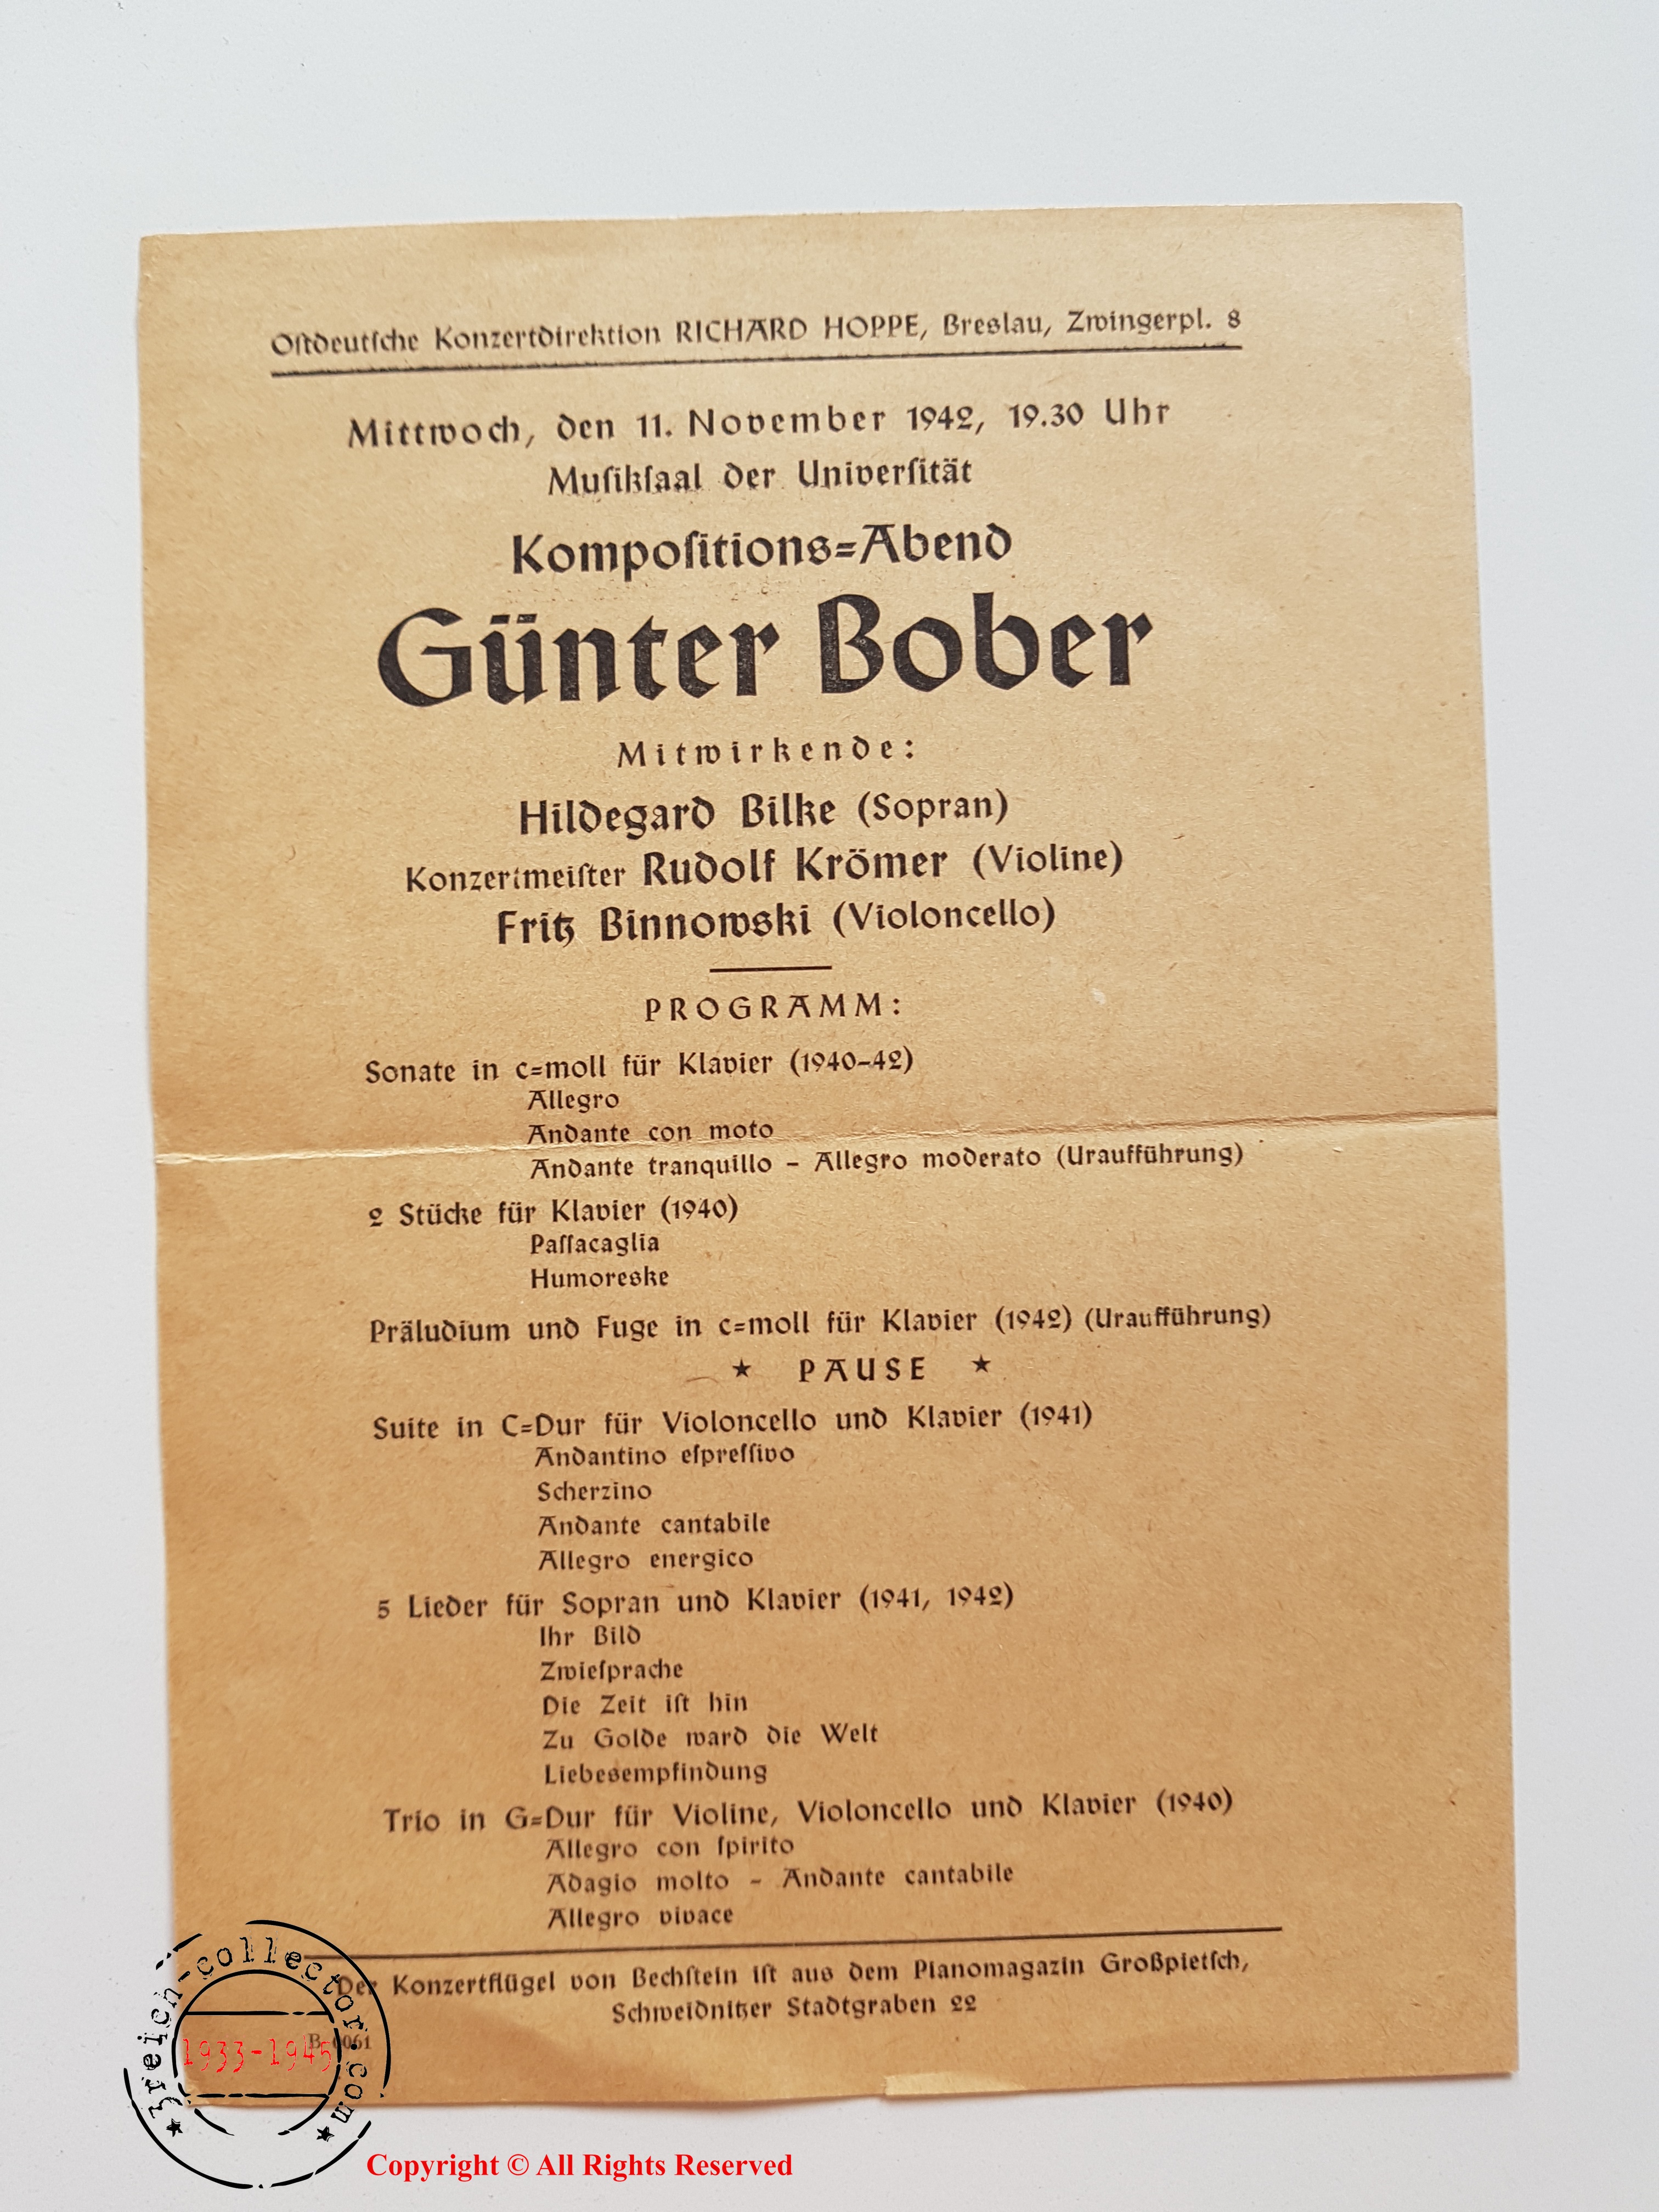 Oſtdeutſche Konzertdirektion RICHARD HOPPE, Breslau, Zwingerpl. 8
Mittwoch, den 11. November 1942, 19.30 Uhr
Muſikſaal der Univerſität
Kompoſitions=Abend
Günter Bober
Mitwirkende:
Hildegard Bilke (Sopran)
Konzertmeiſter Rudolf Krömer (Violine)
Fritz Binnowski (Violoncello)
PROGRAMM:
Sonate in c=moll für Klavier (1940–42)
Allegro
Andante con moto
Andante tranquillo – Allegro moderato (Uraufführung)
2 Stücke für Klavier (1940)
Paſſacaglia
Humoreske
Präludium und Fuge in c=moll für Klavier (1942) (Uraufführung)
★ PAUSE ★
Suite in C=Dur für Violoncello und Klavier (1941)
Andantino eſpreſſivo
Scherzino
Andante cantabile
Allegro energico
5 Lieder für Sopran und Klavier (1941, 1942)
Ihr Bild
Zwieſprache
Die Zeit iſt hin
Zu Golde ward die Welt
Liebesempfindung
Trio in G=Dur für Violine, Violoncello und Klavier (1940)
Allegro con ſpirito
Adagio molto – Andante cantabile
Allegro vivace
Der Konzertflügel von Bechſtein iſt aus dem Pianomagazin Großpietſch,
Schweidnitzer Stadtgraben 22
3reich-collector.com
1933-1945
Copyright © All Rights Reserved